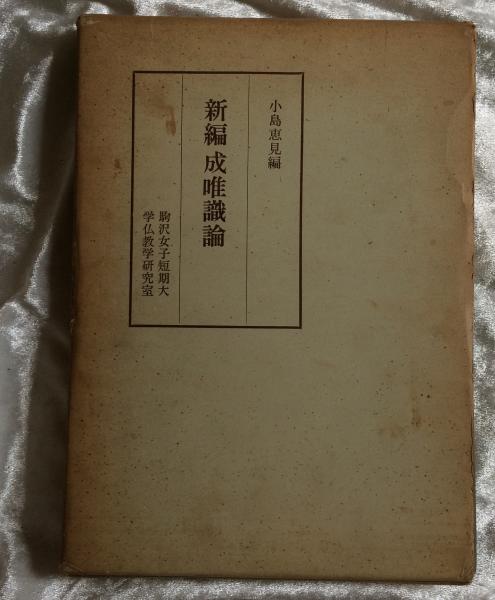 小島恵見編
新編 成唯識論
駒沢女子短期大
学仏教学研究室